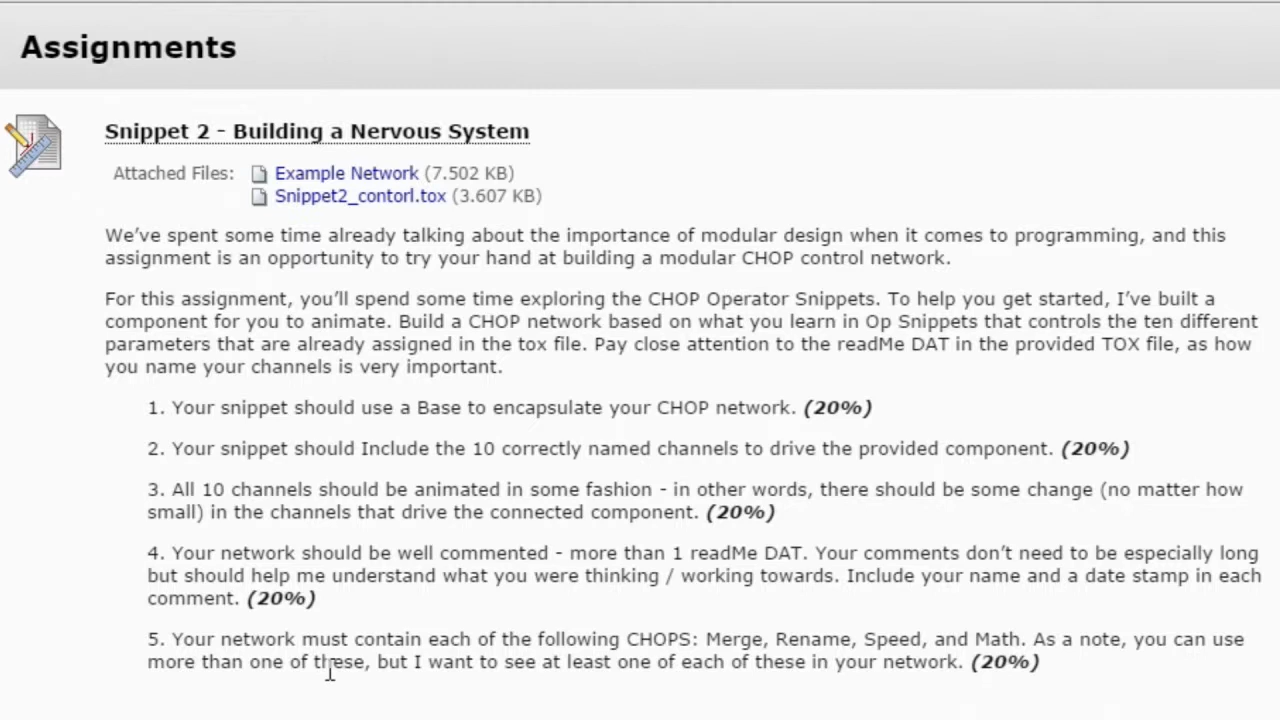 Assignments
Snippet 2 - Building a Nervous System
Attached Files: Example Network (7.502 KB)
Snippet2_contorl.tox (3.607 KB)
We’ve spent some time already talking about the importance of modular design when it comes to programming, and this
assignment is an opportunity to try your hand at building a modular CHOP control network.
For this assignment, you’ll spend some time exploring the CHOP Operator Snippets. To help you get started, I’ve built a
component for you to animate. Build a CHOP network based on what you learn in Op Snippets that controls the ten different
parameters that are already assigned in the tox file. Pay close attention to the readMe DAT in the provided TOX file, as how
you name your channels is very important.
1. Your snippet should use a Base to encapsulate your CHOP network. (20%)
2. Your snippet should Include the 10 correctly named channels to drive the provided component. (20%)
3. All 10 channels should be animated in some fashion - in other words, there should be some change (no matter how
small) in the channels that drive the connected component. (20%)
4. Your network should be well commented - more than 1 readMe DAT. Your comments don’t need to be especially long
but should help me understand what you were thinking / working towards. Include your name and a date stamp in each
comment. (20%)
5. Your network must contain each of the following CHOPS: Merge, Rename, Speed, and Math. As a note, you can use
more than one of these, but I want to see at least one of each of these in your network. (20%)